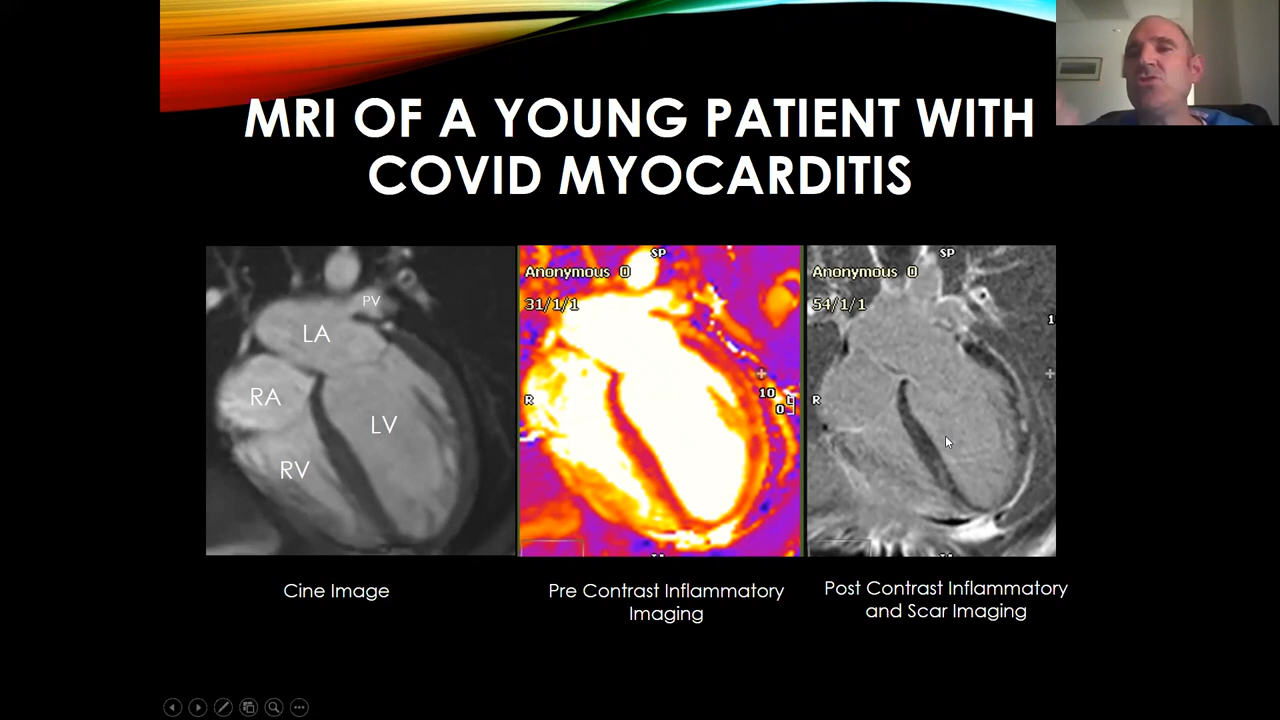 MRI OF A YOUNG PATIENT WITH
COVID MYOCARDITIS
PV
LA
RA
LV
RV
SP
Anonymous 0
31/1/1
R
10
0
SP
Anonymous 0
54/1/1
R
1
Cine Image
Pre Contrast Inflammatory
Imaging
Post Contrast Inflammatory
and Scar Imaging